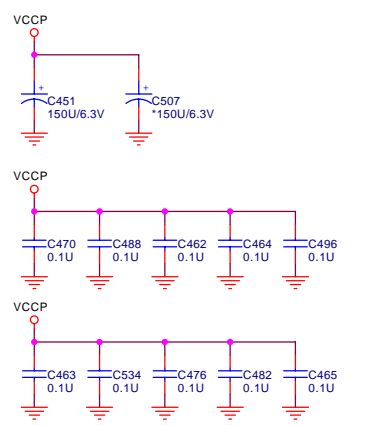 VCCP
+ +
C451 C507
150U/6.3V *150U/6.3V
VCCP
C470 C488 C462 C464 C496
0.1U 0.1U 0.1U 0.1U 0.1U
VCCP
C463 C534 C476 C482 C465
0.1U 0.1U 0.1U 0.1U 0.1U